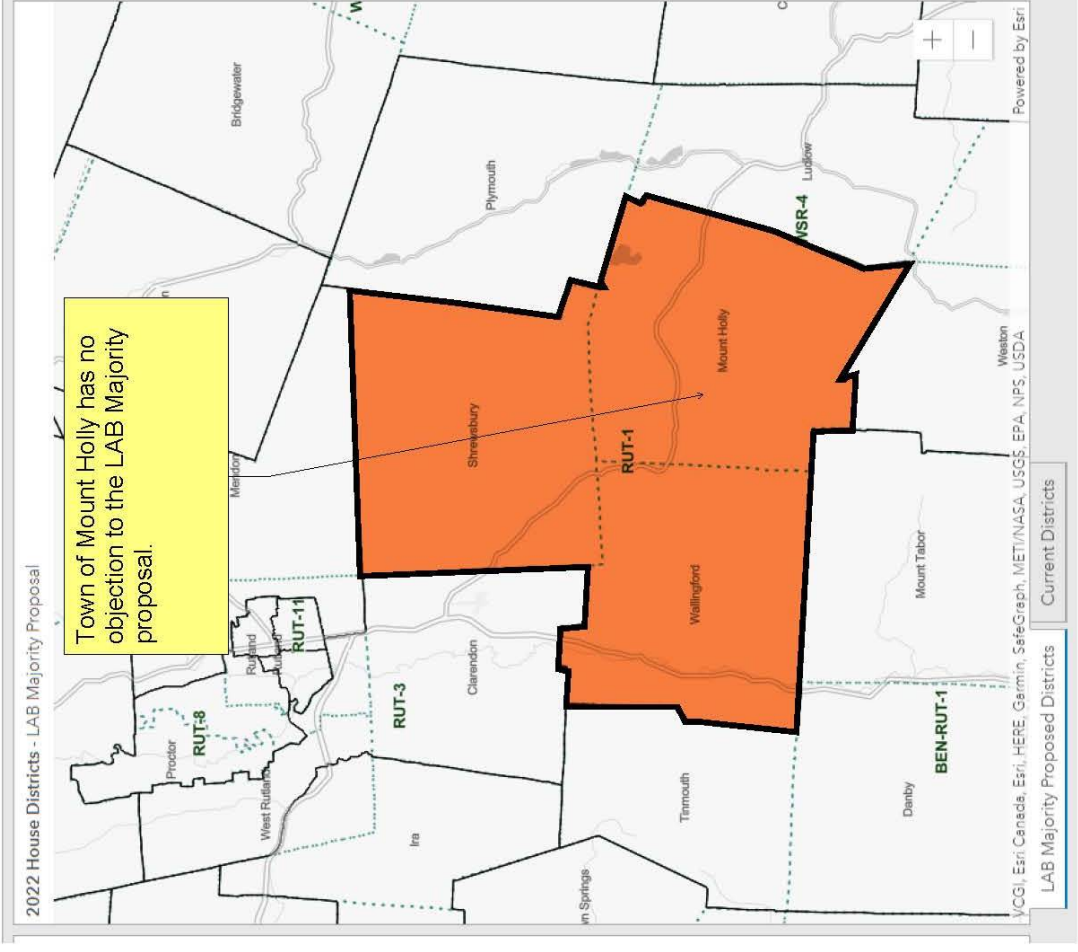 2022 House Districts - LAB Majority Proposal
Town of Mount Holly has no
objection to the LAB Majority
proposal.
Bridgewater
Plymouth
Mendon
Rutland
RUT-11
RUT-8
Proctor
West Rutland
RUT-3
Clarendon
Ira
Shrewsbury
RUT-1
Mount Holly
Wallingford
Ludlow
WSR-4
Tinmouth
Mount Tabor
Weston
BEN-RUT-1
Danby
+
−
VCGI, Esri Canada, Esri, HERE, Garmin, SafeGraph, METI/NASA, USGS, EPA, NPS, USDA
Powered by Esri
LAB Majority Proposed Districts
Current Districts